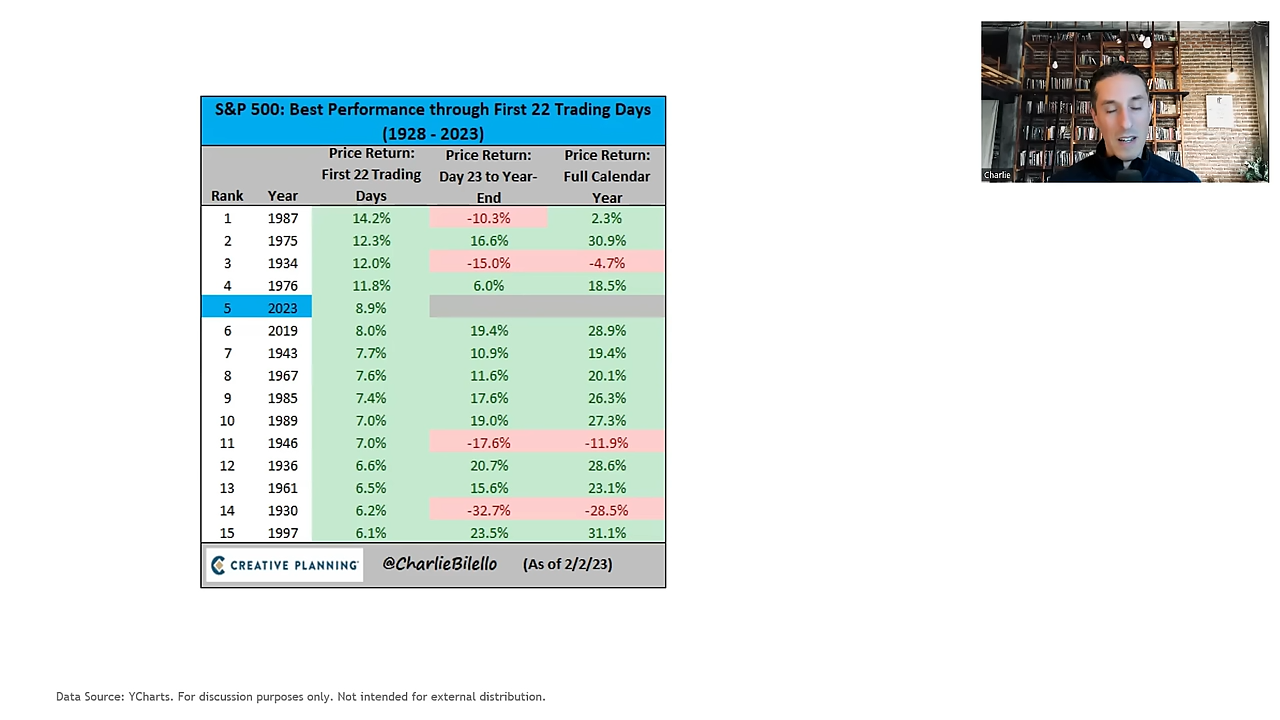 S&P 500: Best Performance through First 22 Trading Days
(1928 - 2023)
Rank Year Price Return: First 22 Trading Days Price Return: Day 23 to Year-End Price Return: Full Calendar Year
1 1987 14.2% -10.3% 2.3%
2 1975 12.3% 16.6% 30.9%
3 1934 12.0% -15.0% -4.7%
4 1976 11.8% 6.0% 18.5%
5 2023 8.9%
6 2019 8.0% 19.4% 28.9%
7 1943 7.7% 10.9% 19.4%
8 1967 7.6% 11.6% 20.1%
9 1985 7.4% 17.6% 26.3%
10 1989 7.0% 19.0% 27.3%
11 1946 7.0% -17.6% -11.9%
12 1936 6.6% 20.7% 28.6%
13 1961 6.5% 15.6% 23.1%
14 1930 6.2% -32.7% -28.5%
15 1997 6.1% 23.5% 31.1%
CREATIVE PLANNING @CharlieBilello (As of 2/2/23)
Charlie
Data Source: YCharts. For discussion purposes only. Not intended for external distribution.